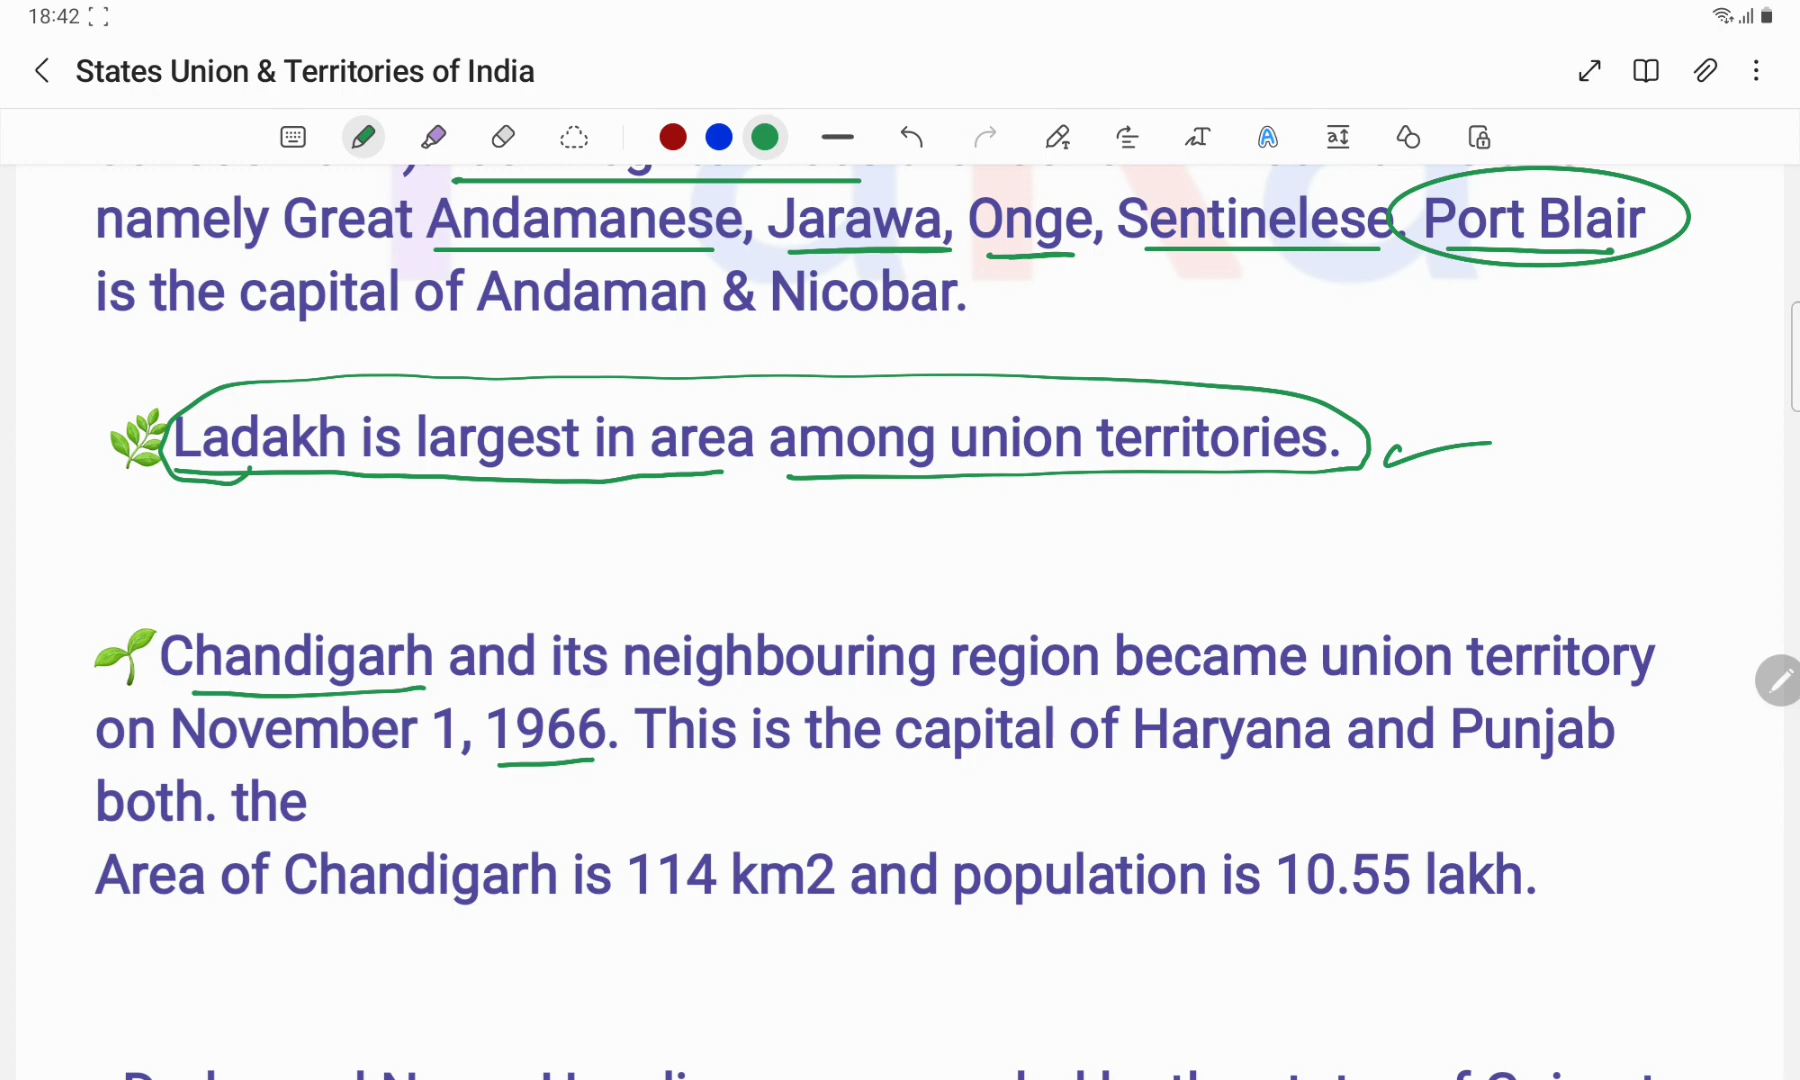 18:42
States Union & Territories of India
namely Great Andamanese, Jarawa, Onge, Sentinelese. Port Blair
is the capital of Andaman & Nicobar.
Ladakh is largest in area among union territories.
Chandigarh and its neighbouring region became union territory
on November 1, 1966. This is the capital of Haryana and Punjab
both. the
Area of Chandigarh is 114 km2 and population is 10.55 lakh.